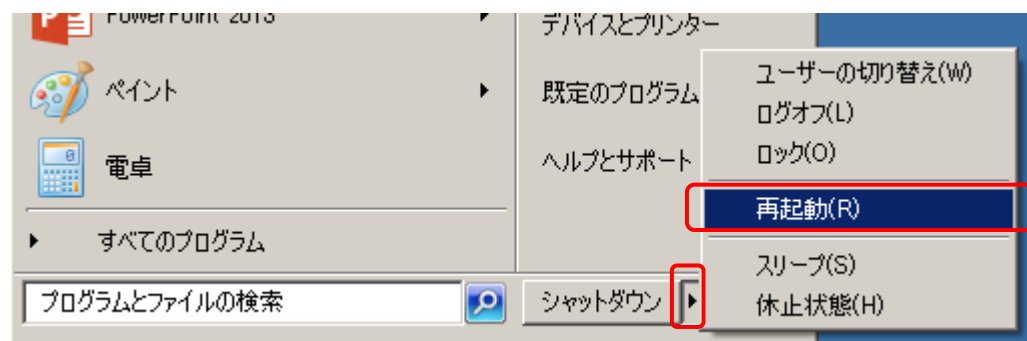 PowerPoint 2013
ペイント
電卓
すべてのプログラム
プログラムとファイルの検索
デバイスとプリンター
既定のプログラム
ヘルプとサポート
シャットダウン
ユーザーの切り替え(W)
ログオフ(L)
ロック(O)
再起動(R)
スリープ(S)
休止状態(H)